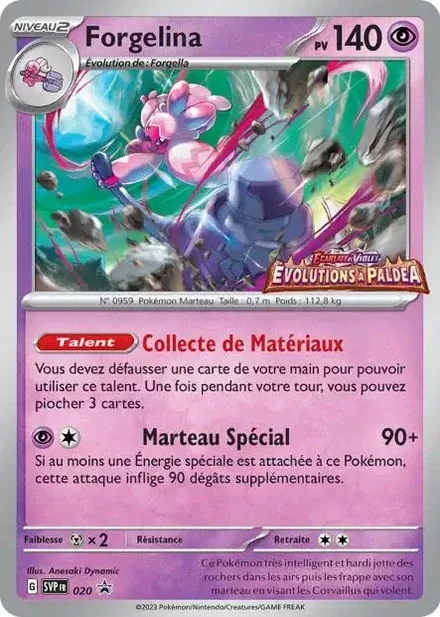 NIVEAU 2
Forgelina
PV 140
Évolution de : Forgella
Écarlate et Violet
ÉVOLUTIONS À PALDEA
N° 0959 Pokémon Marteau Taille : 0,7 m Poids : 112,8 kg
Talent Collecte de Matériaux
Vous devez défausser une carte de votre main pour pouvoir
utiliser ce talent. Une fois pendant votre tour, vous pouvez
piocher 3 cartes.
Marteau Spécial 90+
Si au moins une Énergie spéciale est attachée à ce Pokémon,
cette attaque inflige 90 dégâts supplémentaires.
Faiblesse ×2 Résistance Retraite
Illus. Anesaki Dynamic
G SVP FR 020
Ce Pokémon très intelligent et hardi jette des
rochers dans les airs puis les frappe avec son
marteau en visant les Corvaillus qui volent.
©2023 Pokémon/Nintendo/Creatures/GAME FREAK